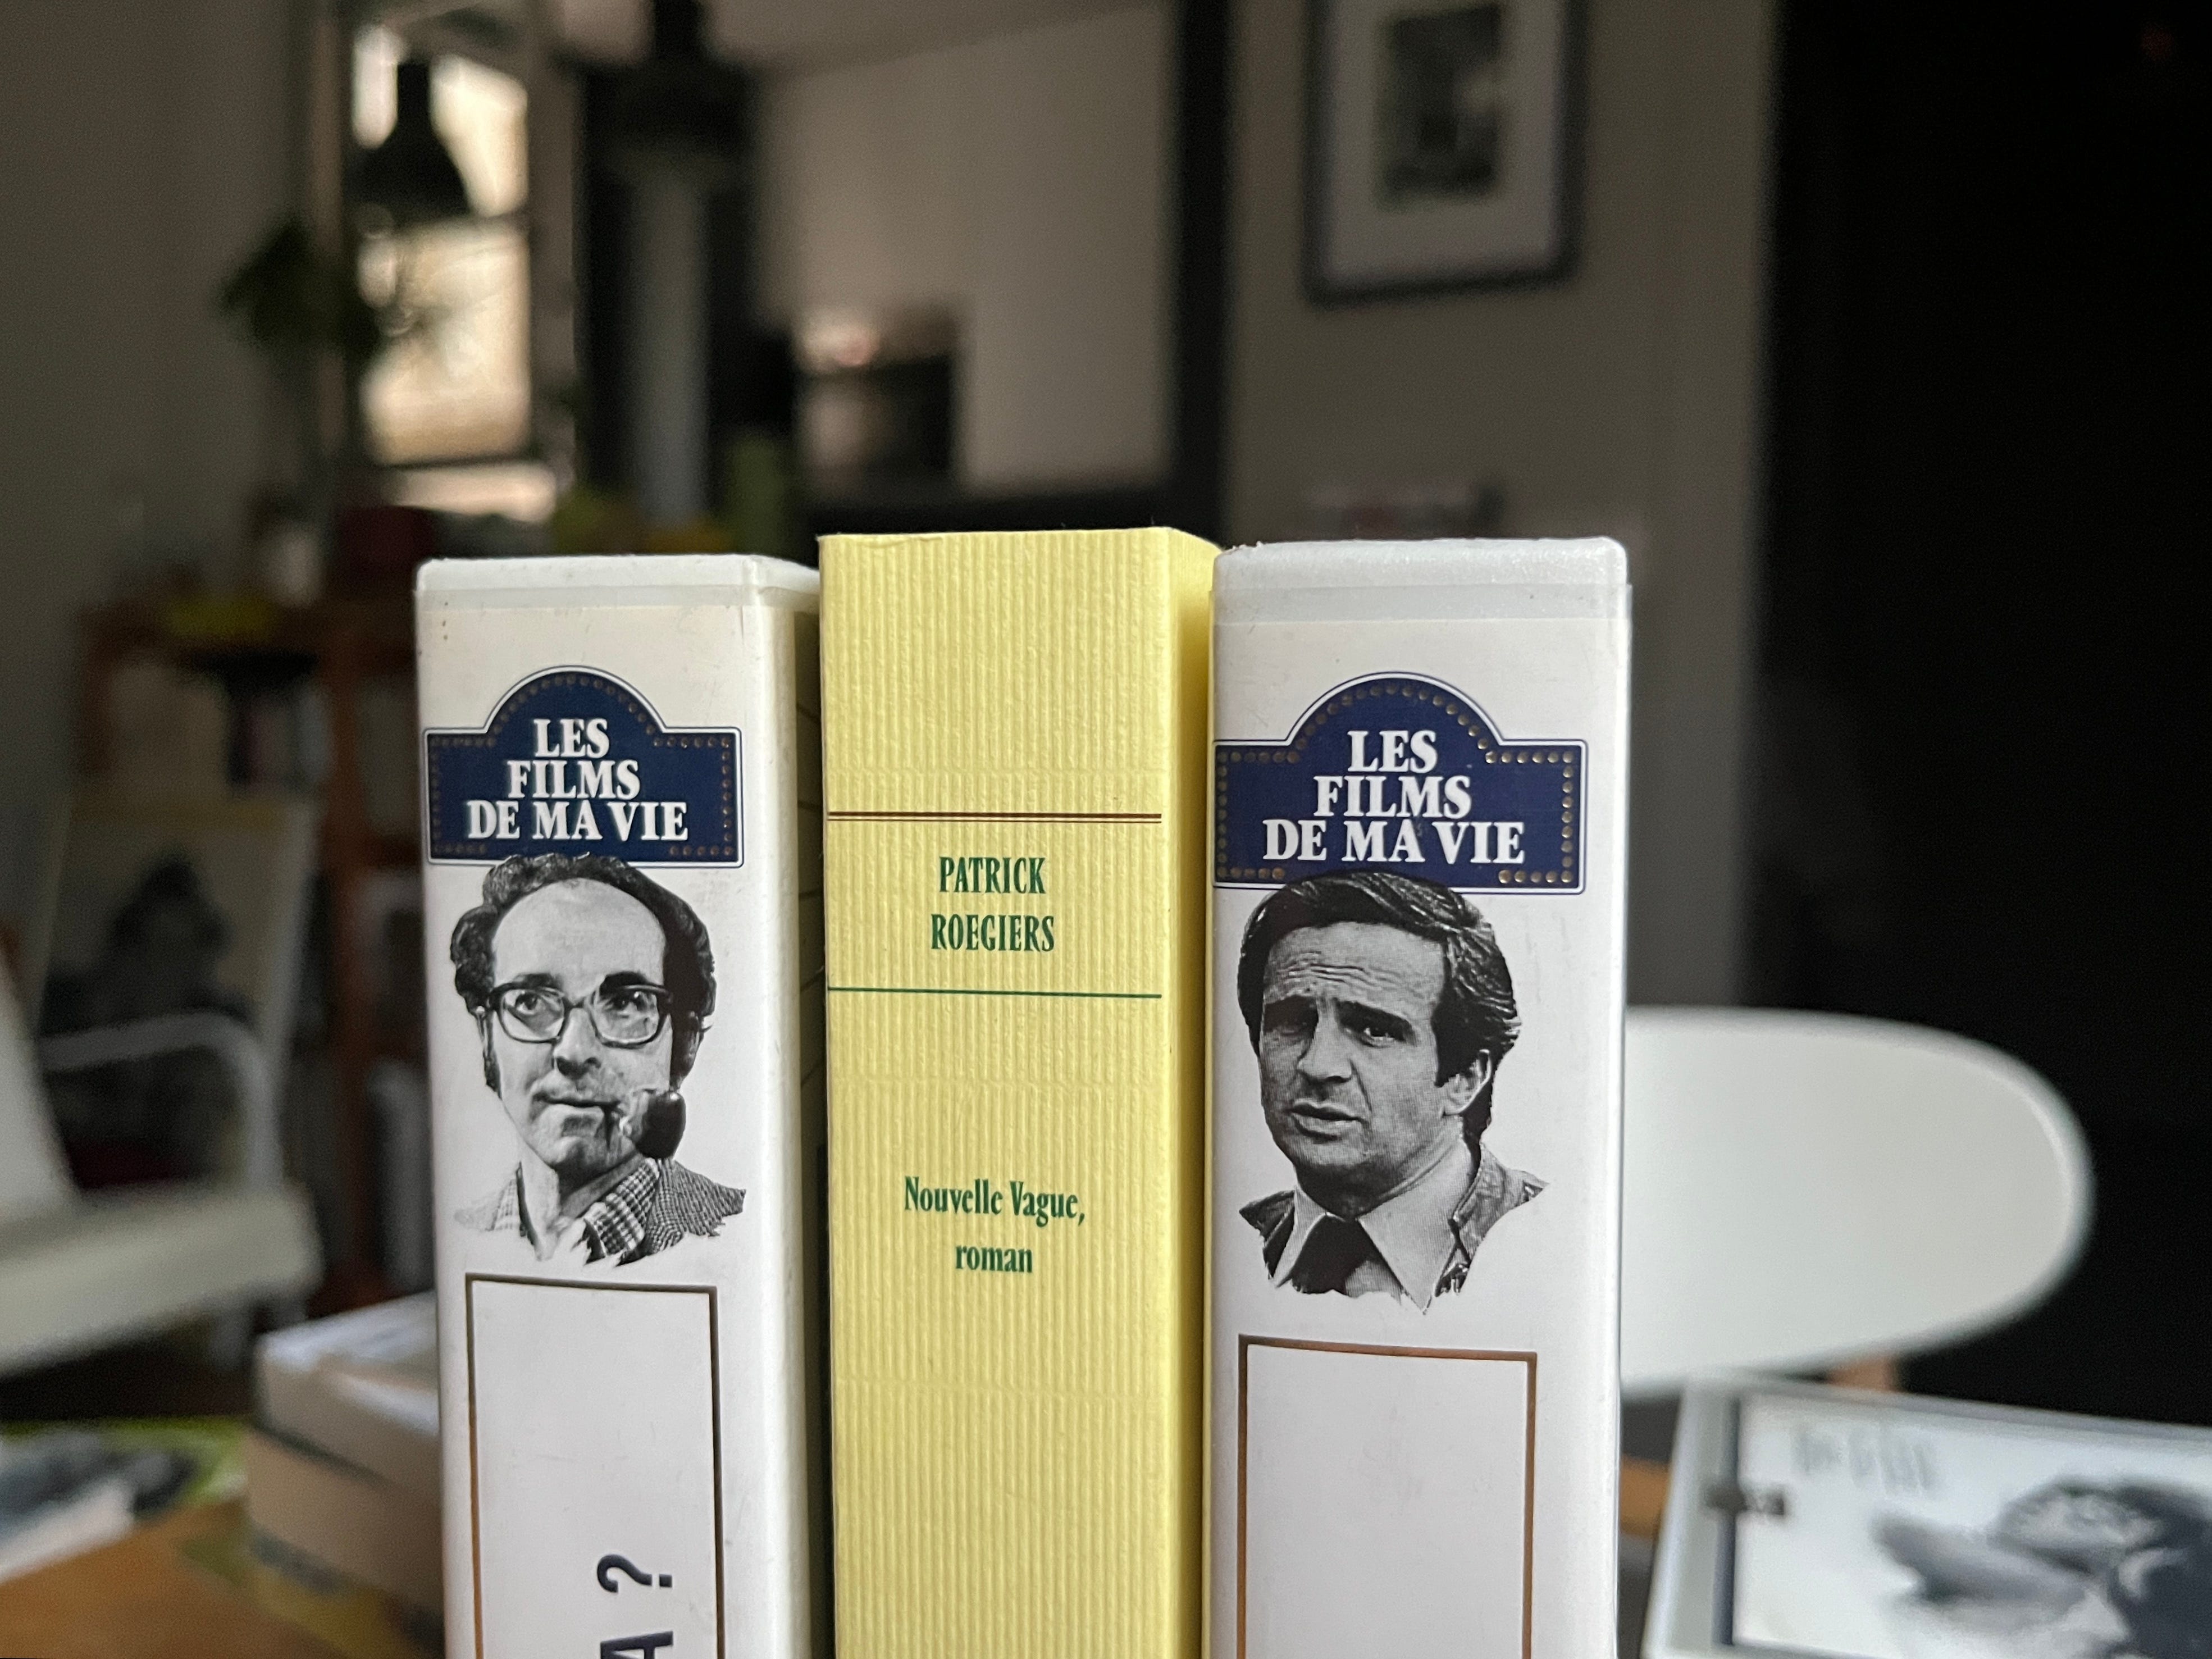 LES
FILMS
DE MA VIE
A ?
PATRICK
ROEGIERS
Nouvelle Vague,
roman
LES
FILMS
DE MA VIE